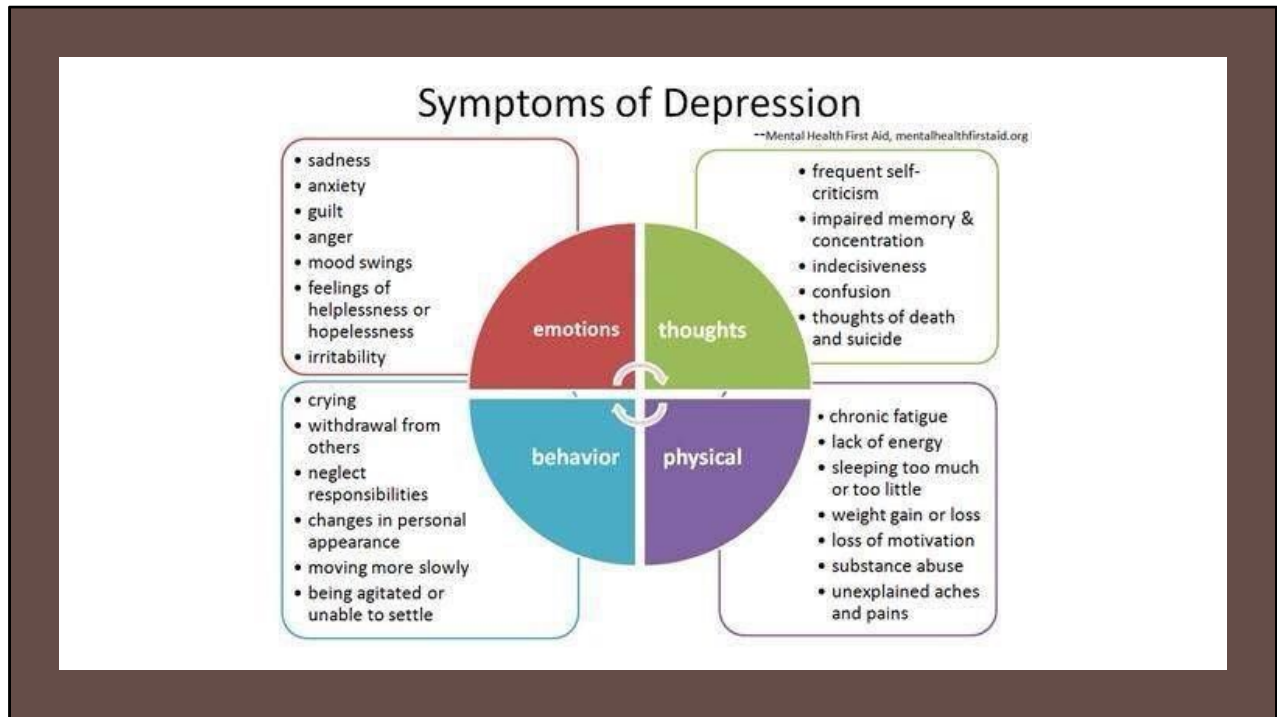 Symptoms of Depression
--Mental Health First Aid, mentalhealthfirstaid.org
• sadness
• anxiety
• guilt
• anger
• mood swings
• feelings of
helplessness or
hopelessness
• irritability
• frequent self-
criticism
• impaired memory &
concentration
• indecisiveness
• confusion
• thoughts of death
and suicide
emotions
thoughts
behavior
physical
• crying
• withdrawal from
others
• neglect
responsibilities
• changes in personal
appearance
• moving more slowly
• being agitated or
unable to settle
• chronic fatigue
• lack of energy
• sleeping too much
or too little
• weight gain or loss
• loss of motivation
• substance abuse
• unexplained aches
and pains